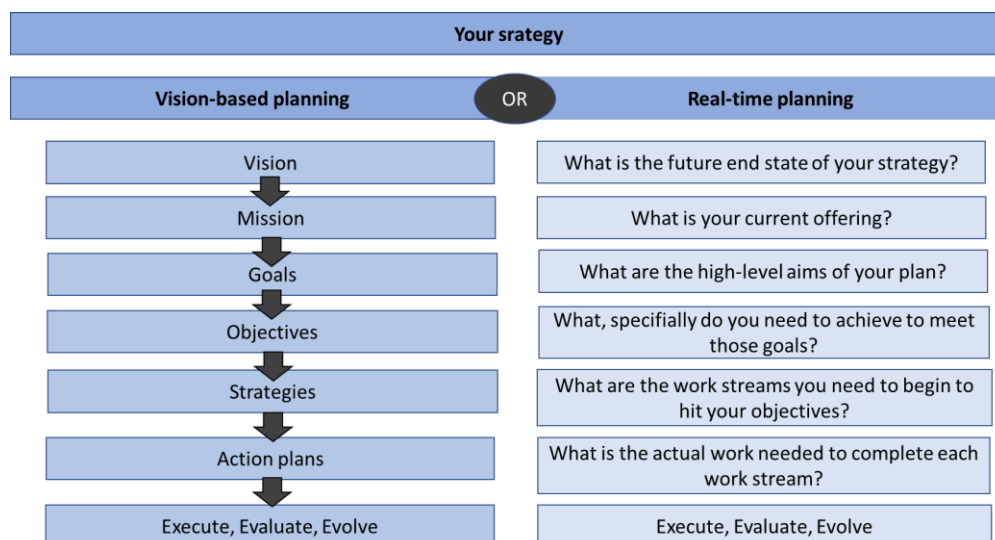 Your srategy
Vision-based planning
OR
Real-time planning
Vision
What is the future end state of your strategy?
Mission
What is your current offering?
Goals
What are the high-level aims of your plan?
Objectives
What, specifially do you need to achieve to meet
those goals?
Strategies
What are the work streams you need to begin to
hit your objectives?
Action plans
What is the actual work needed to complete each
work stream?
Execute, Evaluate, Evolve
Execute, Evaluate, Evolve